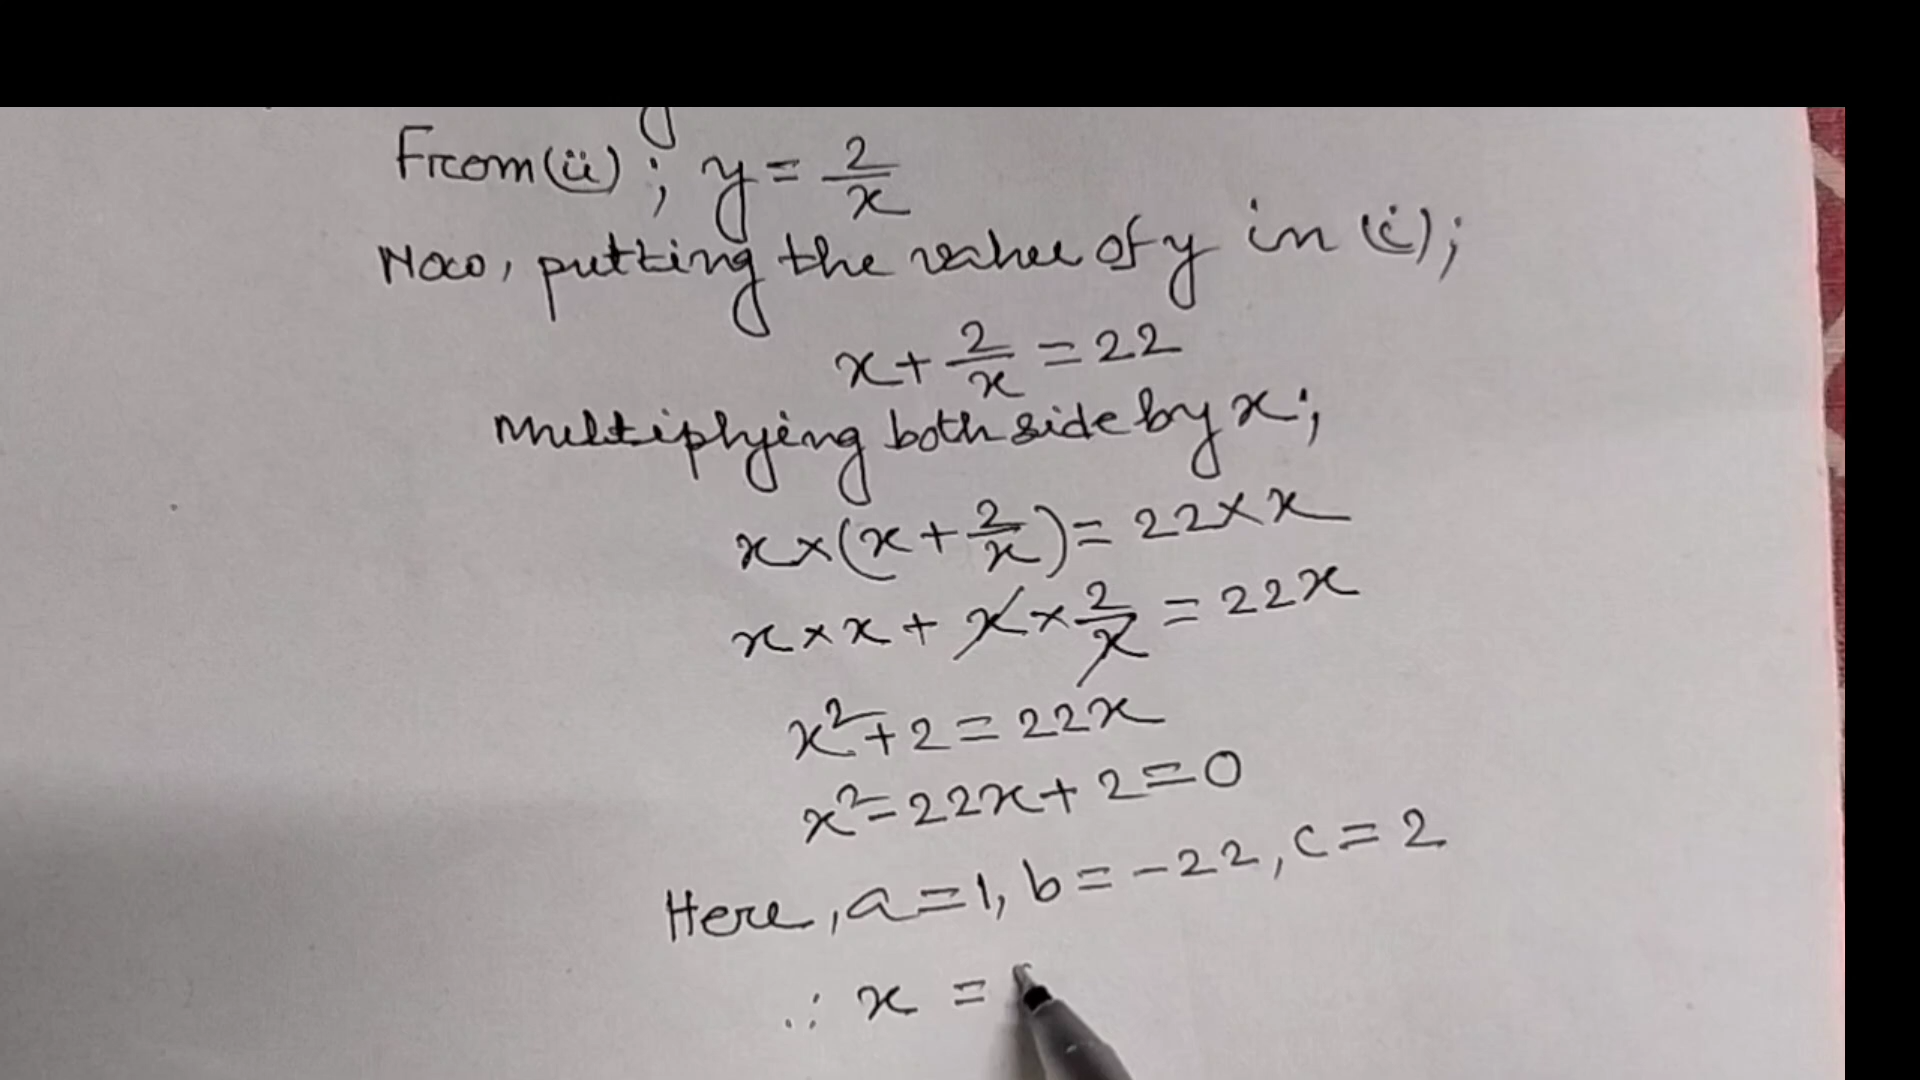 From (ii); y = 2/x
Now, putting the value of y in (i);
x + 2/x = 22
Multiplying both side by x;
x × (x + 2/x) = 22 × x
x × x + x × 2/x = 22x
x² + 2 = 22x
x² - 22x + 2 = 0
Here, a = 1, b = -22, c = 2
∴ x =